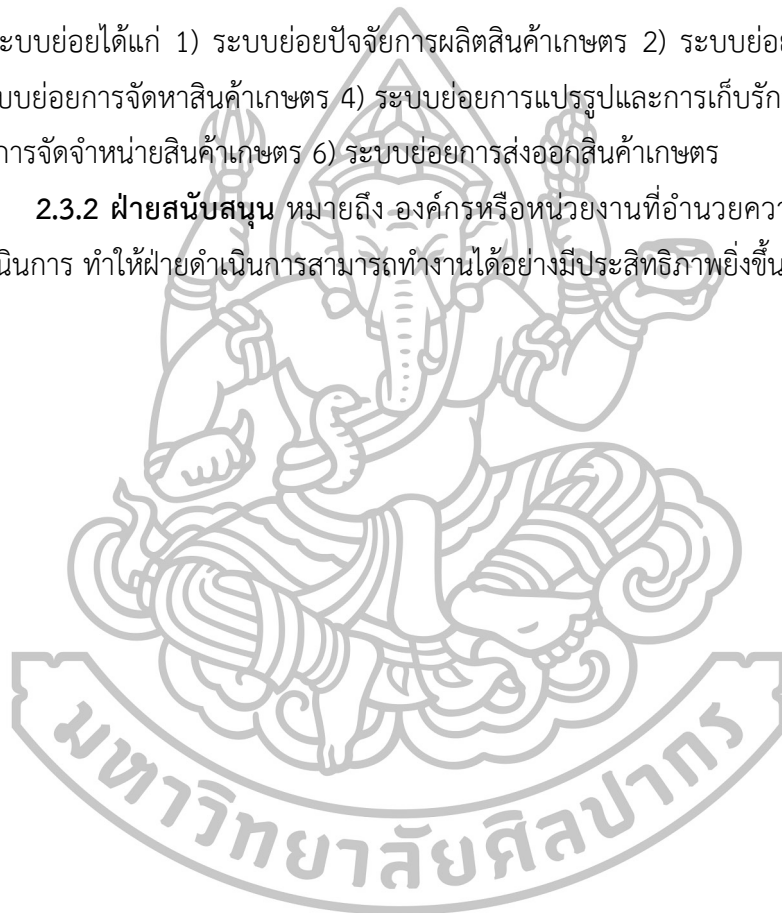 ะบบย่อยได้แก่ 1) ระบบย่อยปัจจัยการผลิตสินค้าเกษตร 2) ระบบย่อย
บบย่อยการจัดหาสินค้าเกษตร 4) ระบบย่อยการแปรรูปและการเก็บรัก
การจัดจำหน่ายสินค้าเกษตร 6) ระบบย่อยการส่งออกสินค้าเกษตร
2.3.2 ฝ่ายสนับสนุน หมายถึง องค์กรหรือหน่วยงานที่อำนวยควา
นินการ ทำให้ฝ่ายดำเนินการสามารถทำงานได้อย่างมีประสิทธิภาพยิ่งขึ้น
มหาวิทยาลัยศิลปากร